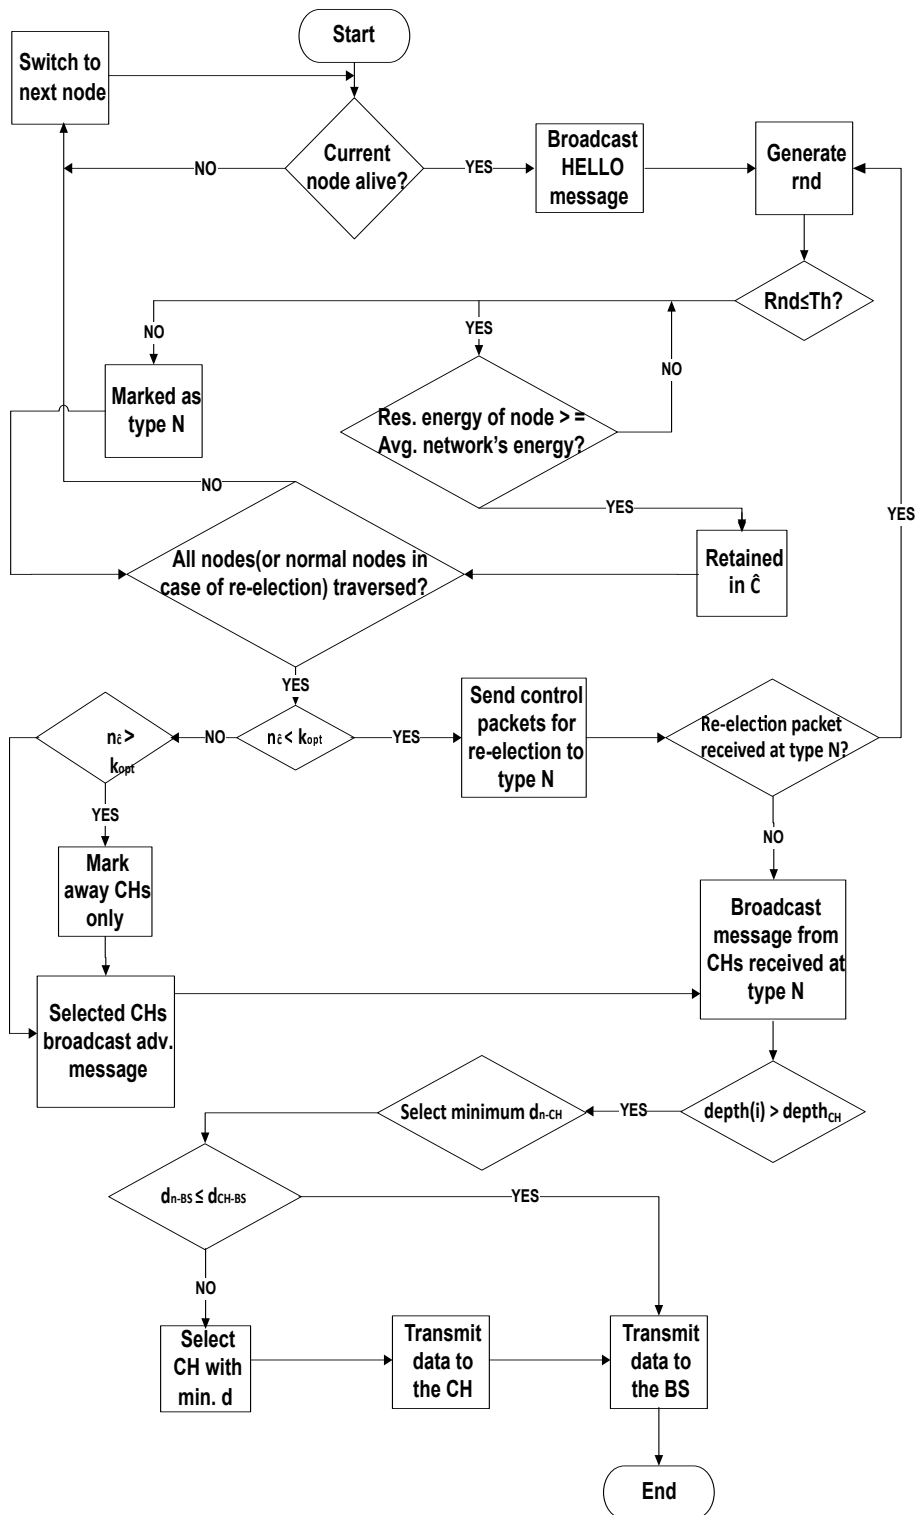 Start
Switch to
next node
Current
node alive?
NO
YES
Broadcast
HELLO
message
Generate
rnd
Rnd≤Th?
NO
YES
NO
Marked as
type N
Res. energy of node > =
Avg. network's energy?
YES
YES
NO
All nodes(or normal nodes in
case of re-election) traversed?
Retained
in Ĉ
YES
nĉ >
kopt
NO
nĉ < kopt
YES
Send control
packets for
re-election to
type N
Re-election packet
received at type N?
YES
NO
Mark
away CHs
only
Broadcast
message from
CHs received at
type N
Selected CHs
broadcast adv.
message
Select minimum dn-CH
YES
depth(i) > depthCH
dn-BS ≤ dCH-BS
YES
NO
Select
CH with
min. d
Transmit
data to
the CH
Transmit
data to
the BS
End